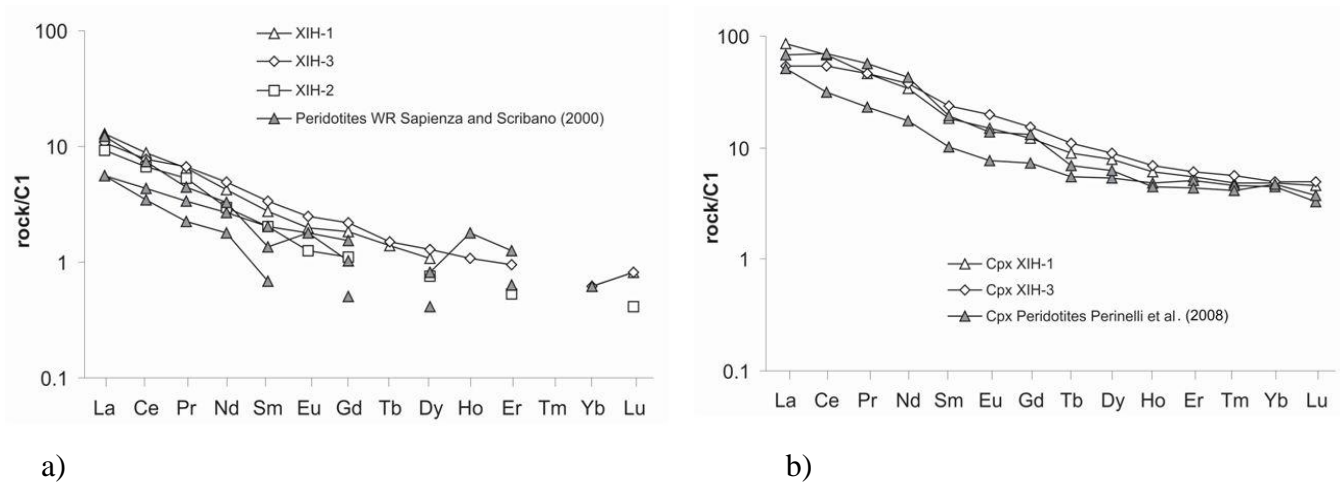 100
10
1
0.1
rock/C1
XIH-1
XIH-3
XIH-2
Peridotites WR Sapienza and Scribano (2000)
La Ce Pr Nd Sm Eu Gd Tb Dy Ho Er Tm Yb Lu
a)
100
10
1
0.1
rock/C1
Cpx XIH-1
Cpx XIH-3
Cpx Peridotites Perinelli et al. (2008)
La Ce Pr Nd Sm Eu Gd Tb Dy Ho Er Tm Yb Lu
b)